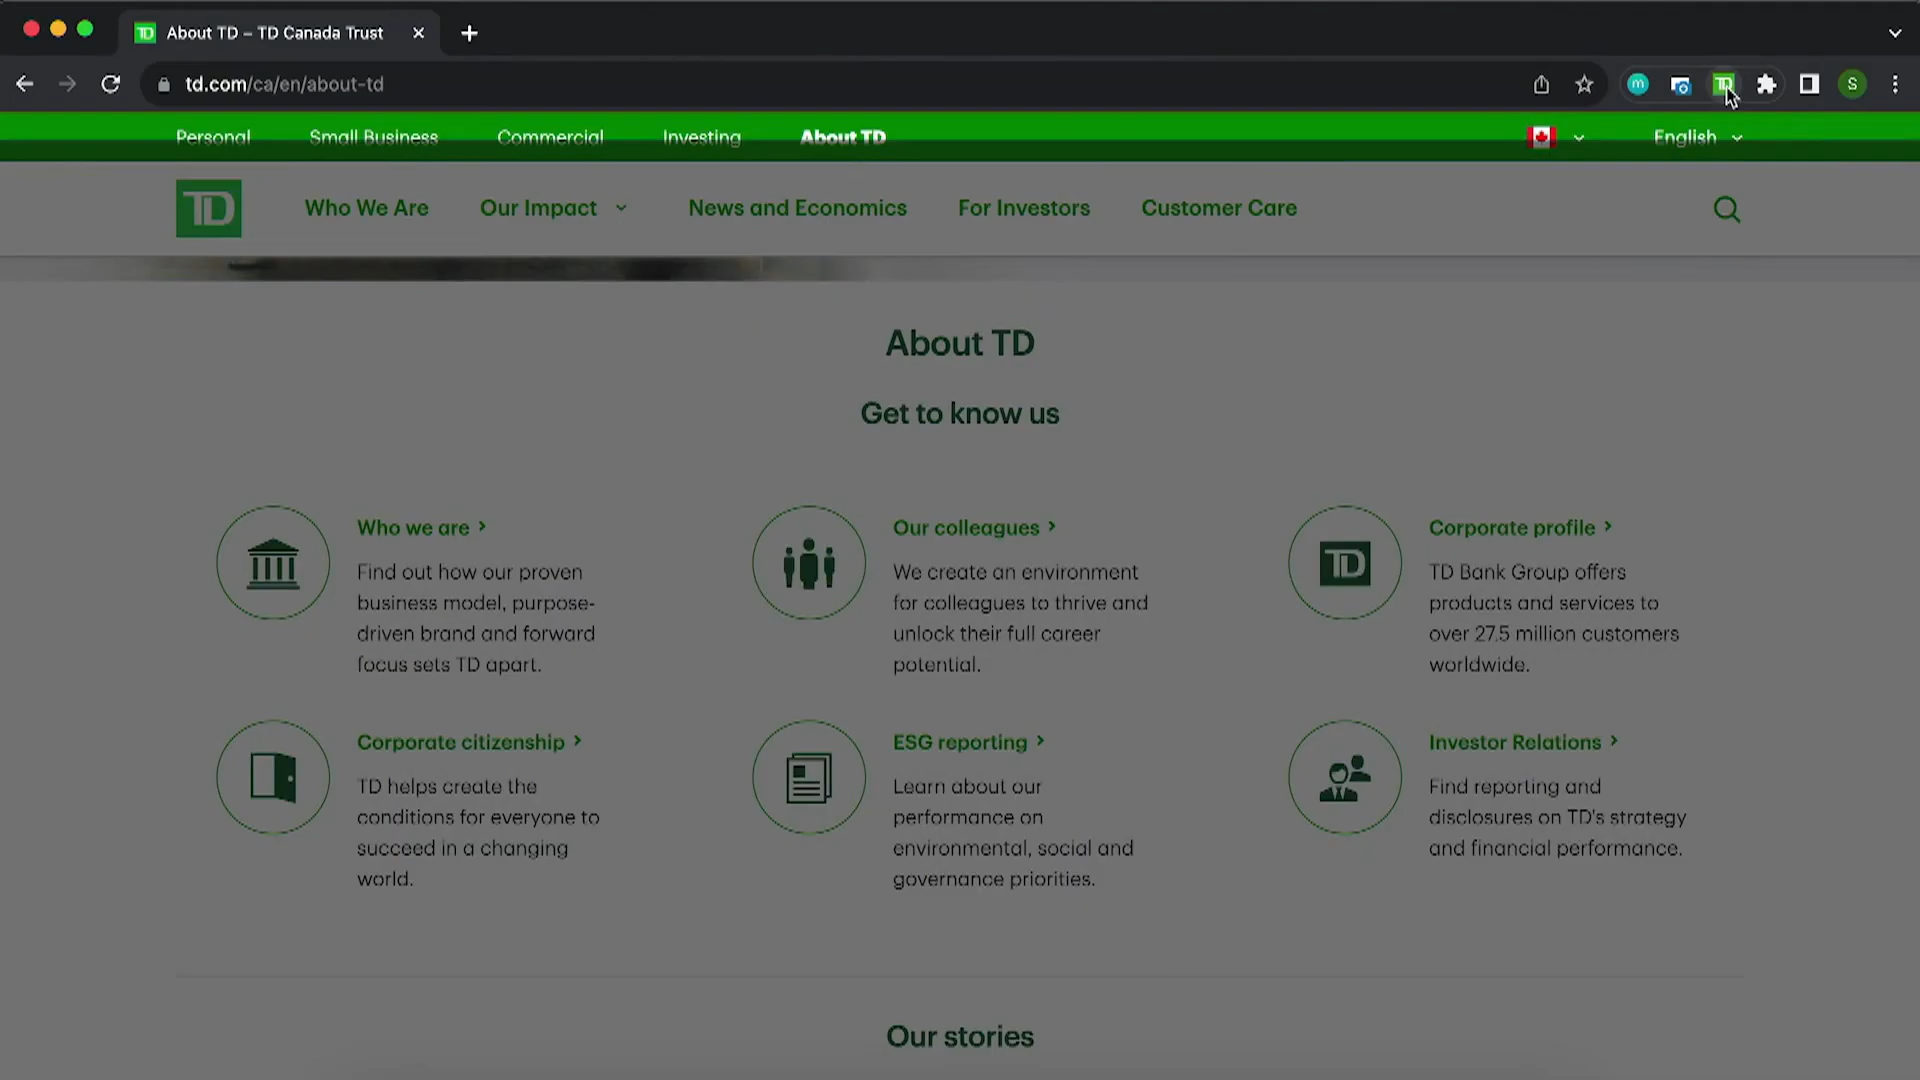 TD About TD – TD Canada Trust
td.com/ca/en/about-td
m TD S
Personal Small Business Commercial Investing About TD English
TD Who We Are Our Impact News and Economics For Investors Customer Care
About TD
Get to know us
Who we are
Find out how our proven
business model, purpose-
driven brand and forward
focus sets TD apart.
Our colleagues
We create an environment
for colleagues to thrive and
unlock their full career
potential.
TD
Corporate profile
TD Bank Group offers
products and services to
over 27.5 million customers
worldwide.
Corporate citizenship
TD helps create the
conditions for everyone to
succeed in a changing
world.
ESG reporting
Learn about our
performance on
environmental, social and
governance priorities.
Investor Relations
Find reporting and
disclosures on TD's strategy
and financial performance.
Our stories